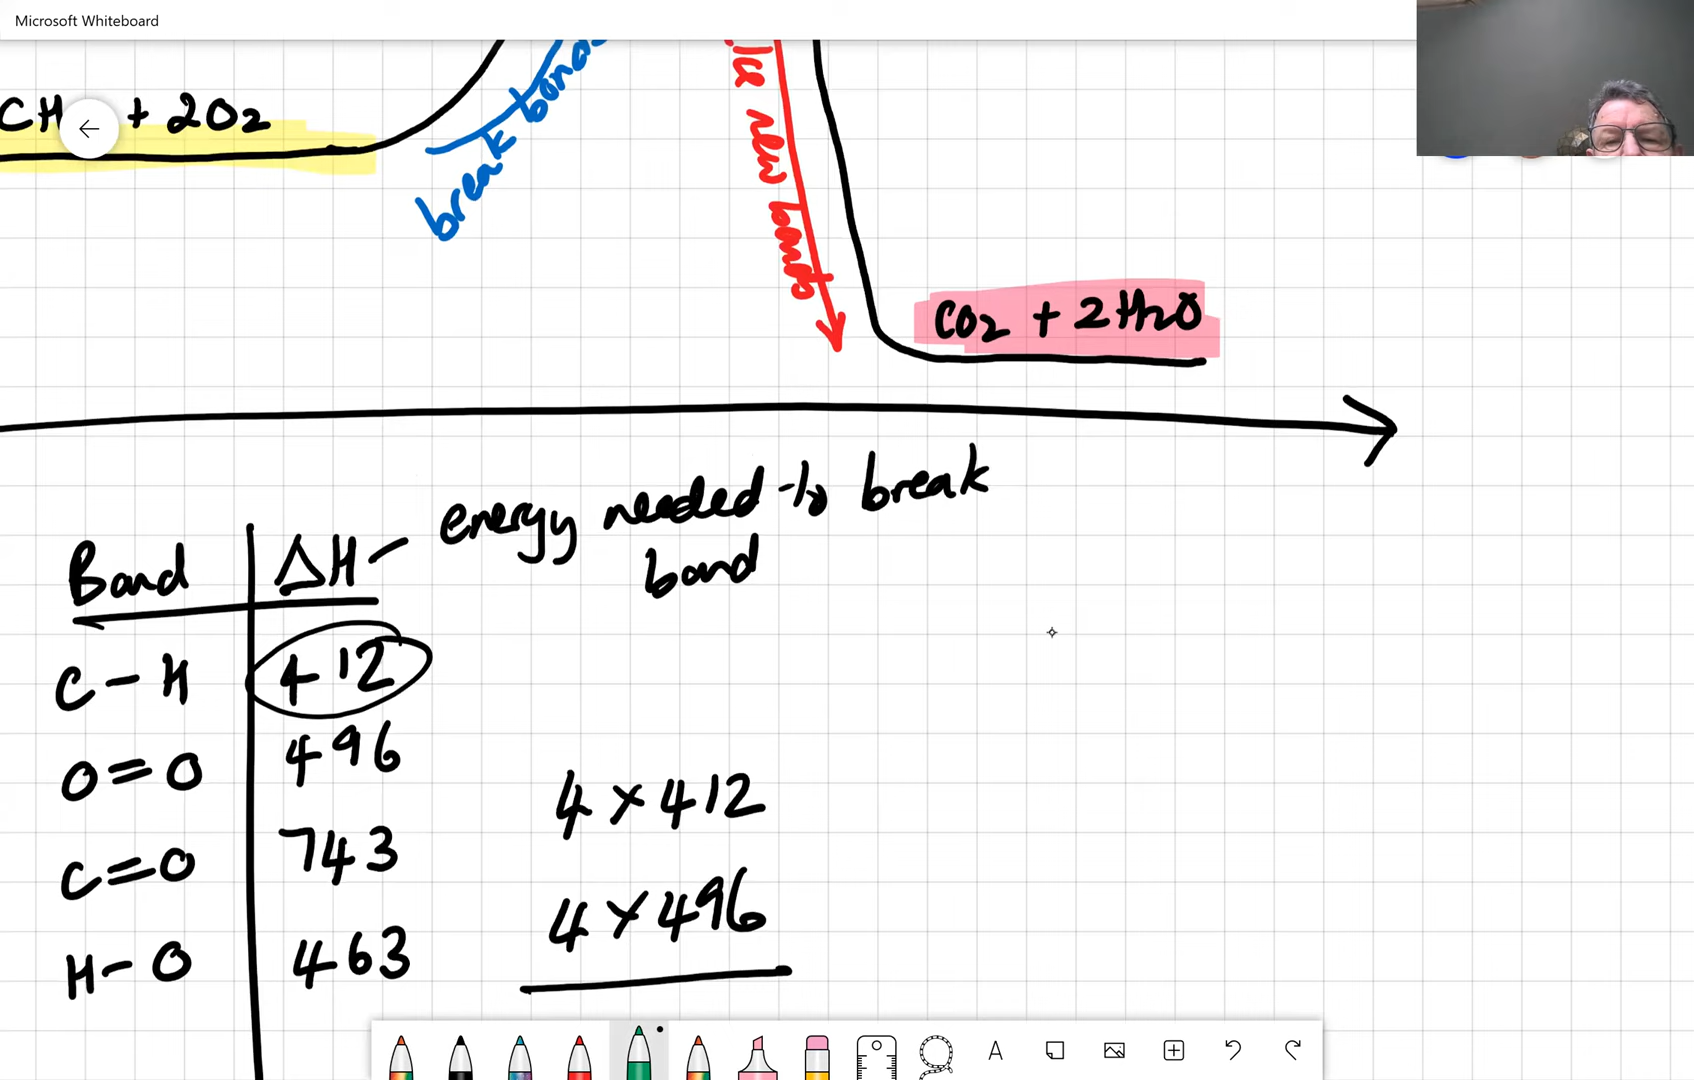 Microsoft Whiteboard
CH + 2O2
break bonds
new bonds
CO2 + 2H2O
energy needed to break
bond
Bond ΔH
C-H 412
O=O 496
C=O 743
H-O 463
4 × 412
4 × 496
A